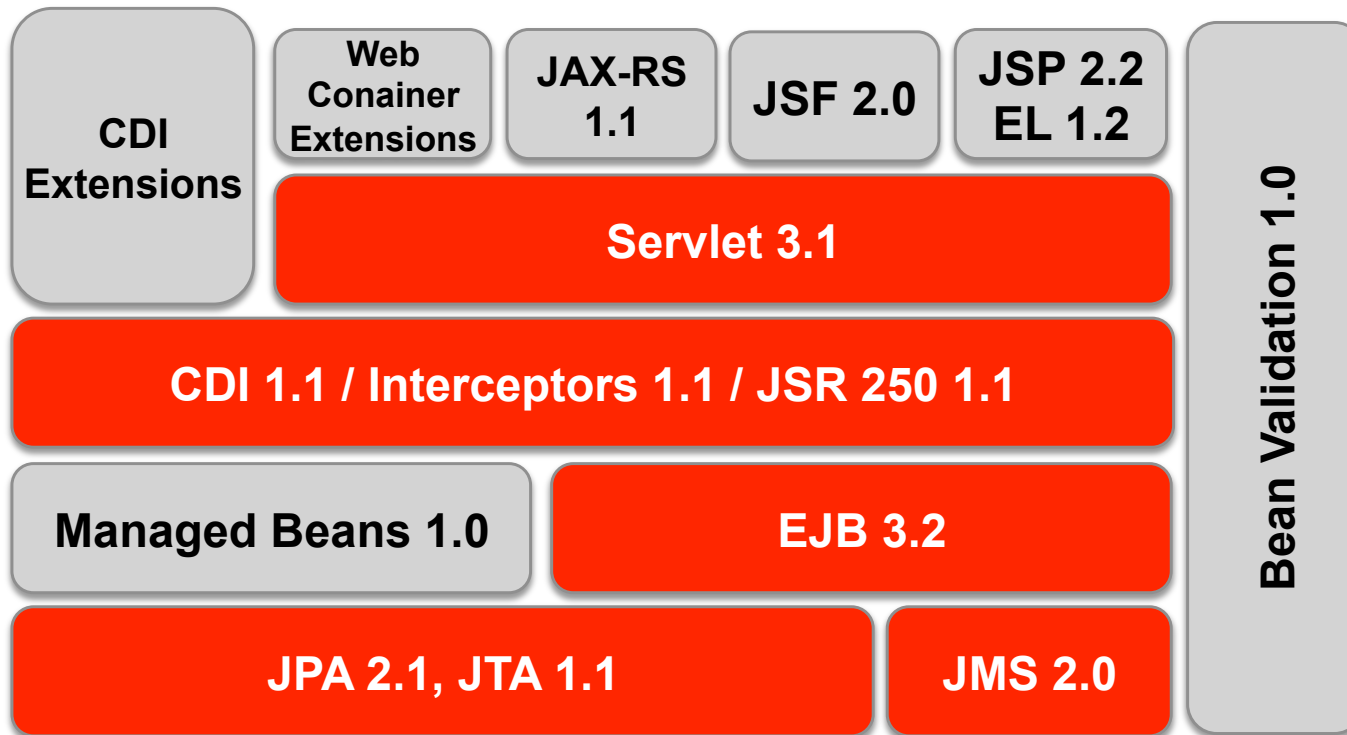 CDI
Extensions
Web
Conainer
Extensions
JAX-RS
1.1
JSF 2.0
JSP 2.2
EL 1.2
Servlet 3.1
CDI 1.1 / Interceptors 1.1 / JSR 250 1.1
Managed Beans 1.0
EJB 3.2
JPA 2.1, JTA 1.1
JMS 2.0
Bean Validation 1.0